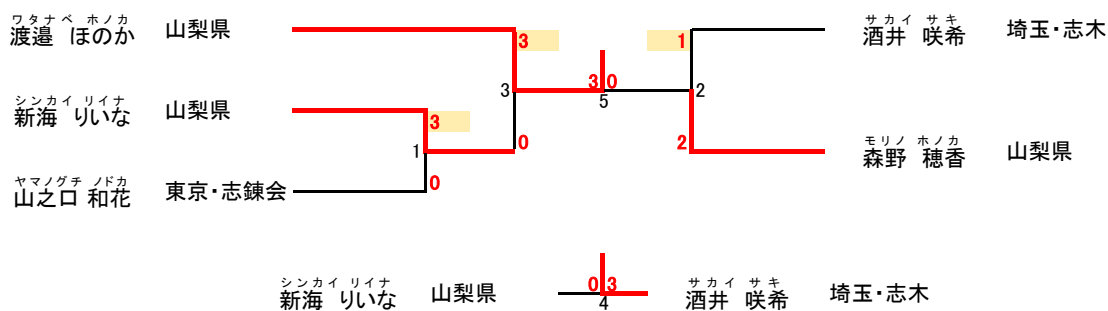 ワタナベ ホノカ
渡邉 ほのか 山梨県
3
サカイ サキ
1 酒井 咲希 埼玉・志木
3 3 0 2
5
シンカイ リイナ
新海 りいな 山梨県
3
1 0
2 モリノ ホノカ
森野 穂香 山梨県
ヤマノグチ ノドカ
山之口 和花 東京・志錬会
0
シンカイ リイナ
新海 りいな 山梨県
0 3
4
サカイ サキ
酒井 咲希 埼玉・志木